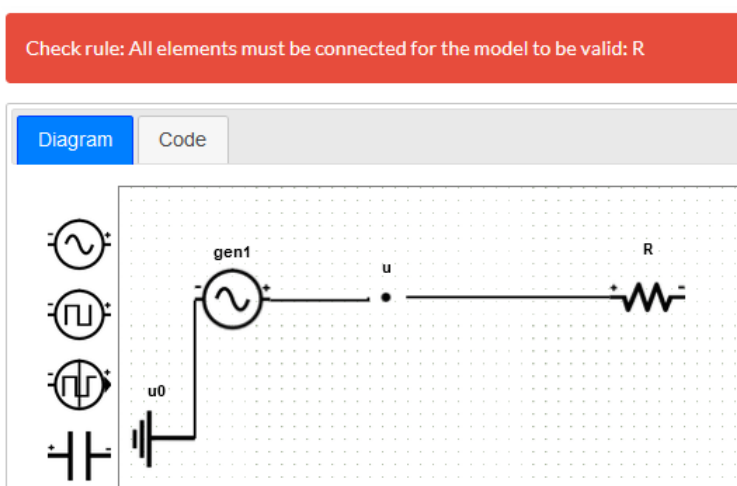 Check rule: All elements must be connected for the model to be valid: R
Diagram
Code
gen1
u
R
- +
+ -
- +
- +
- +
u0
+ -